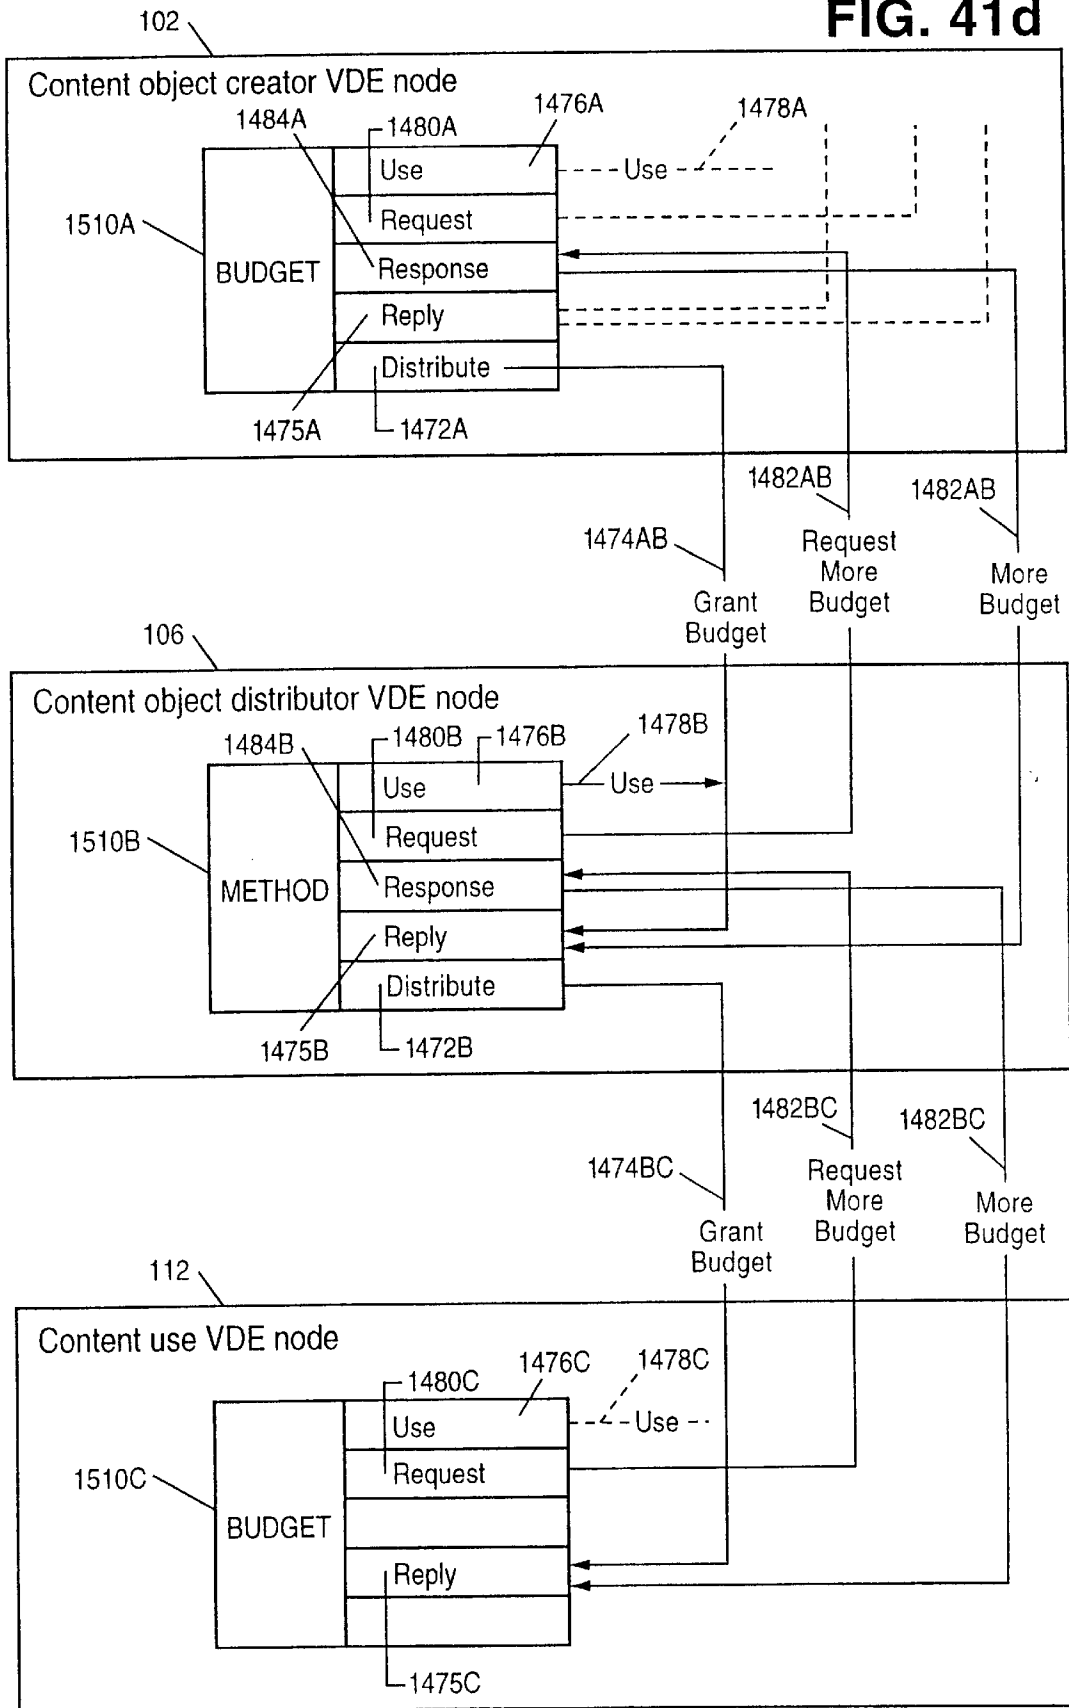 FIG. 41d
102
Content object creator VDE node
1484A
1480A
1476A
1478A
Use
Use
1510A
Request
BUDGET
Response
Reply
Distribute
1475A
1472A
1482AB
1482AB
1474AB
Request
More
Budget
More
Budget
Grant
Budget
106
Content object distributor VDE node
1484B
1480B
1476B
1478B
Use
Use
1510B
Request
METHOD
Response
Reply
Distribute
1475B
1472B
1482BC
1482BC
1474BC
Request
More
Budget
More
Budget
Grant
Budget
112
Content use VDE node
1480C
1476C
1478C
Use
Use
1510C
Request
BUDGET
Reply
1475C